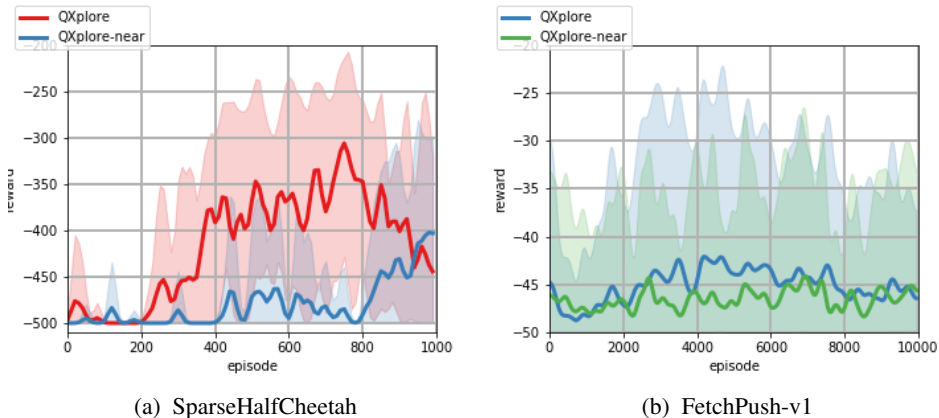 QXplore
QXplore-near
−200
−250
−300
−350
−400
−450
−500
reward
0 200 400 600 800 1000
episode
(a) SparseHalfCheetah
QXplore
QXplore-near
−20
−25
−30
−35
−40
−45
−50
reward
0 2000 4000 6000 8000 10000
episode
(b) FetchPush-v1